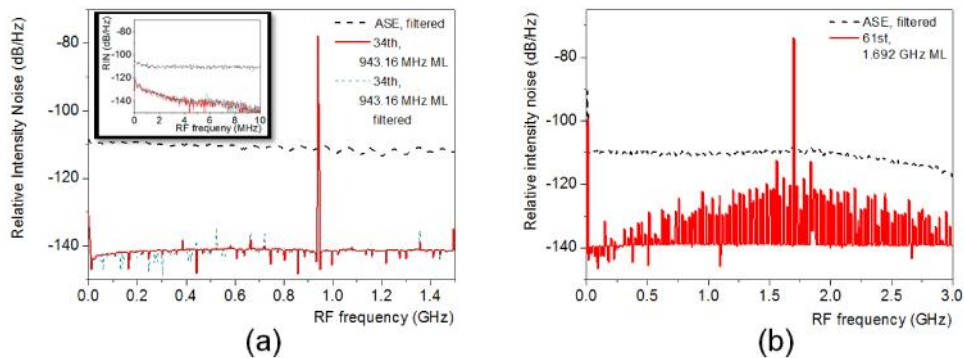 Relative Intensity Noise (dB/Hz)
-80
-100
-120
-140
RIN (dB/Hz)
-80
-100
-120
-140
0 2 4 6 8 10
RF frequeny (MHz)
ASE, filtered
34th,
943.16 MHz ML
34th,
943.16 MHz ML
filtered
0.0 0.2 0.4 0.6 0.8 1.0 1.2 1.4
RF frequency (GHz)
(a)
Relative intensity noise (dB/Hz)
-80
-100
-120
-140
ASE, filtered
61st,
1.692 GHz ML
0.0 0.5 1.0 1.5 2.0 2.5 3.0
RF frequency (GHz)
(b)